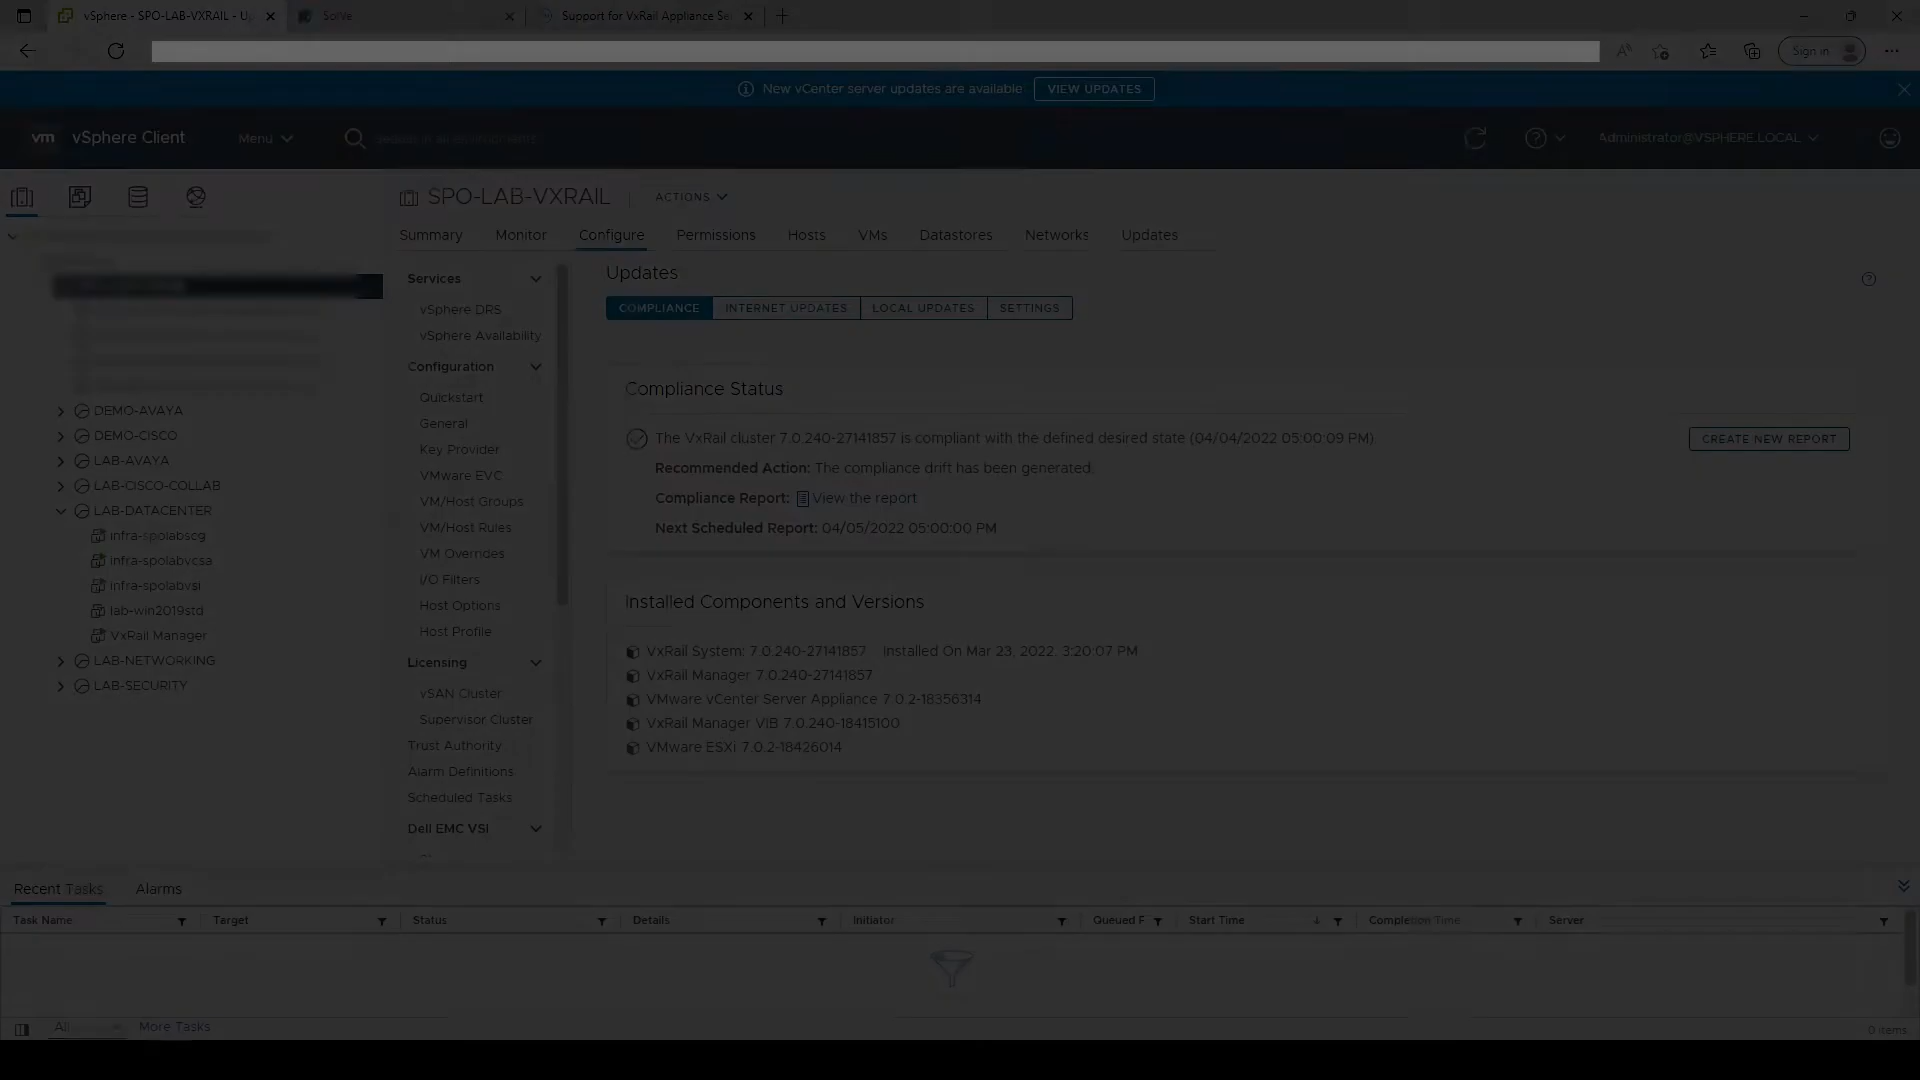 vSphere - SPO-LAB-VXRAIL - Up
SolVe
Support for VxRail Appliance Se
Sign in
New vCenter server updates are available VIEW UPDATES
vm vSphere Client Menu Search in all environments Administrator@VSPHERE.LOCAL
SPO-LAB-VXRAIL ACTIONS
Summary Monitor Configure Permissions Hosts VMs Datastores Networks Updates
DEMO-AVAYA
DEMO-CISCO
LAB-AVAYA
LAB-CISCO-COLLAB
LAB-DATACENTER
infra-spolabscg
infra-spolabvcsa
infra-spolabvsi
lab-win2019std
VxRail Manager
LAB-NETWORKING
LAB-SECURITY
Services
vSphere DRS
vSphere Availability
Configuration
Quickstart
General
Key Provider
VMware EVC
VM/Host Groups
VM/Host Rules
VM Overrides
I/O Filters
Host Options
Host Profile
Licensing
vSAN Cluster
Supervisor Cluster
Trust Authority
Alarm Definitions
Scheduled Tasks
Dell EMC VSI
Updates
COMPLIANCE INTERNET UPDATES LOCAL UPDATES SETTINGS
Compliance Status
The VxRail cluster 7.0.240-27141857 is compliant with the defined desired state (04/04/2022 05:00:09 PM).
CREATE NEW REPORT
Recommended Action: The compliance drift has been generated.
Compliance Report: View the report
Next Scheduled Report: 04/05/2022 05:00:00 PM
Installed Components and Versions
VxRail System: 7.0.240-27141857 Installed On Mar 23, 2022, 3:20:07 PM
VxRail Manager 7.0.240-27141857
VMware vCenter Server Appliance 7.0.2-18356314
VxRail Manager VIB 7.0.240-18415100
VMware ESXi 7.0.2-18426014
Recent Tasks Alarms
Task Name Target Status Details Initiator Queued F Start Time Completion Time Server
All More Tasks
0 items